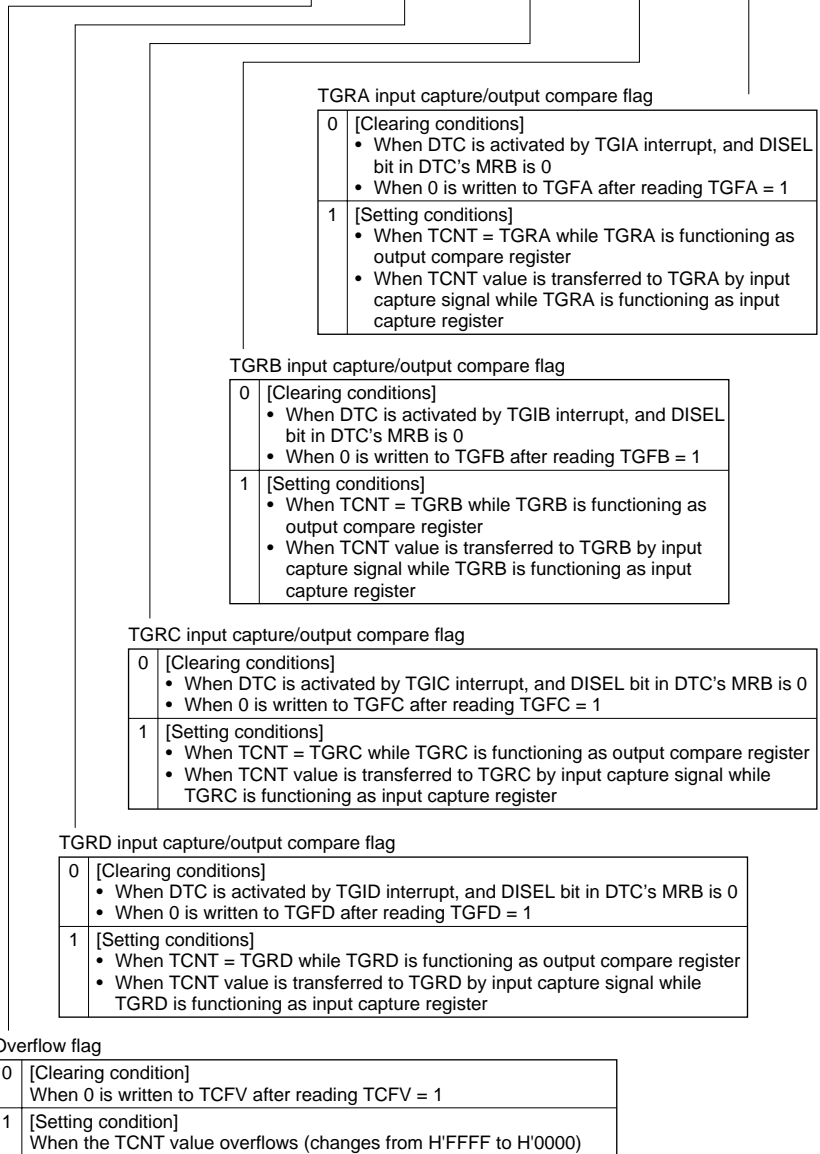 TGRA input capture/output compare flag
0 [Clearing conditions]
• When DTC is activated by TGIA interrupt, and DISEL
bit in DTC's MRB is 0
• When 0 is written to TGFA after reading TGFA = 1
1 [Setting conditions]
• When TCNT = TGRA while TGRA is functioning as
output compare register
• When TCNT value is transferred to TGRA by input
capture signal while TGRA is functioning as input
capture register
TGRB input capture/output compare flag
0 [Clearing conditions]
• When DTC is activated by TGIB interrupt, and DISEL
bit in DTC's MRB is 0
• When 0 is written to TGFB after reading TGFB = 1
1 [Setting conditions]
• When TCNT = TGRB while TGRB is functioning as
output compare register
• When TCNT value is transferred to TGRB by input
capture signal while TGRB is functioning as input
capture register
TGRC input capture/output compare flag
0 [Clearing conditions]
• When DTC is activated by TGIC interrupt, and DISEL bit in DTC's MRB is 0
• When 0 is written to TGFC after reading TGFC = 1
1 [Setting conditions]
• When TCNT = TGRC while TGRC is functioning as output compare register
• When TCNT value is transferred to TGRC by input capture signal while
TGRC is functioning as input capture register
TGRD input capture/output compare flag
0 [Clearing conditions]
• When DTC is activated by TGID interrupt, and DISEL bit in DTC's MRB is 0
• When 0 is written to TGFD after reading TGFD = 1
1 [Setting conditions]
• When TCNT = TGRD while TGRD is functioning as output compare register
• When TCNT value is transferred to TGRD by input capture signal while
TGRD is functioning as input capture register
Overflow flag
0 [Clearing condition]
When 0 is written to TCFV after reading TCFV = 1
1 [Setting condition]
When the TCNT value overflows (changes from H'FFFF to H'0000)